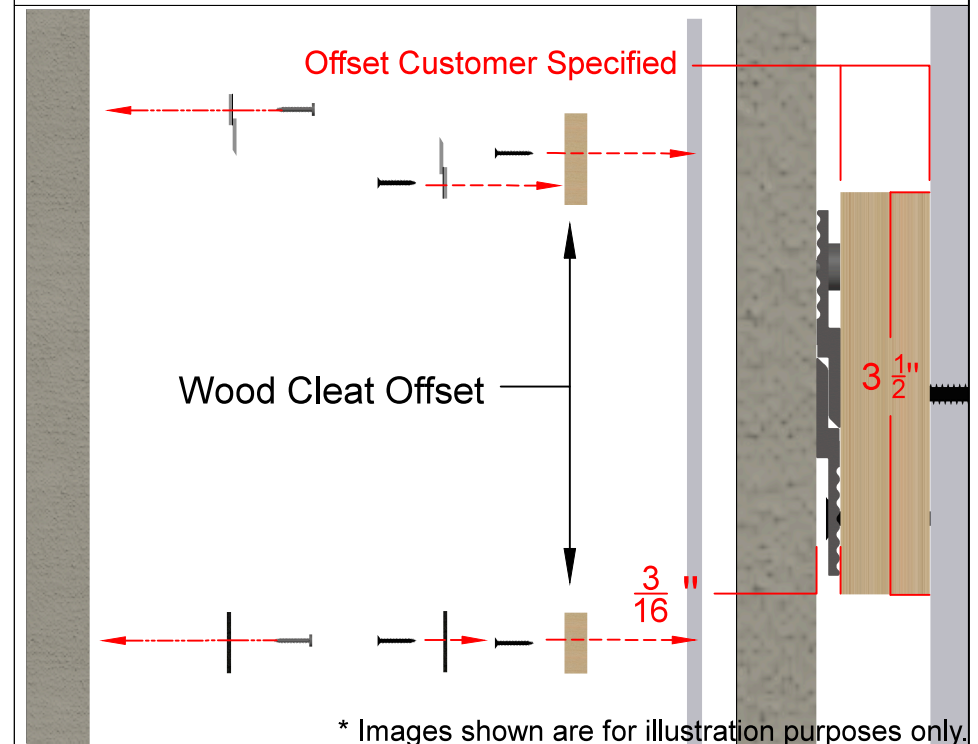 Offset Customer Specified
Wood Cleat Offset
3 1/2"
3/16 "
* Images shown are for illustration purposes only.